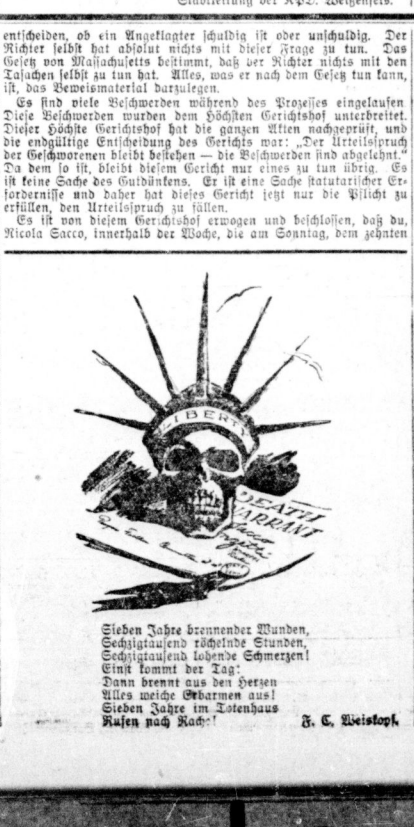 Stadtleitung der KPD. Weißenfels.
entscheiden, ob ein Angeklagter schuldig ist oder unschuldig. Der
Richter selbst hat absolut nichts mit dieser Frage zu tun. Das
Gesetz von Massachusetts bestimmt, daß der Richter nichts mit den
Tatsachen selbst zu tun hat. Alles, was er nach dem Gesetz tun kann,
ist, das Beweismaterial darzulegen.
Es sind viele Beschwerden während des Prozesses eingelaufen
Diese Beschwerden wurden dem Höchsten Gerichtshof unterbreitet.
Dieser Höchste Gerichtshof hat die ganzen Akten nachgeprüft, und
die endgültige Entscheidung des Gerichts war: „Der Urteilspruch
der Geschworenen bleibt bestehen — die Beschwerden sind abgelehnt.“
Da dem so ist, bleibt diesem Gericht nur eines zu tun übrig. Es
ist keine Sache des Gutdünkens. Er ist eine Sache statutarischer Er-
fordernisse und daher hat dieses Gericht jetzt nur die Pflicht zu
erfüllen, den Urteilspruch zu fällen.
Es ist von diesem Gerichtshof erwogen und beschlossen, daß du,
Nicola Sacco, innerhalb der Woche, die am Sonntag, dem zehnten
LIBERTY
DEATH
WARRANT
Sieben Jahre brennender Wunden,
Sechzigtausend röchelnde Stunden,
Sechzigtausend lohende Schmerzen!
Einst kommt der Tag:
Dann brennt aus den Herzen
Alles weiche Erbarmen aus!
Sieben Jahre im Totenhaus
Rufen nach Rache!
F. C. Weiskopf.